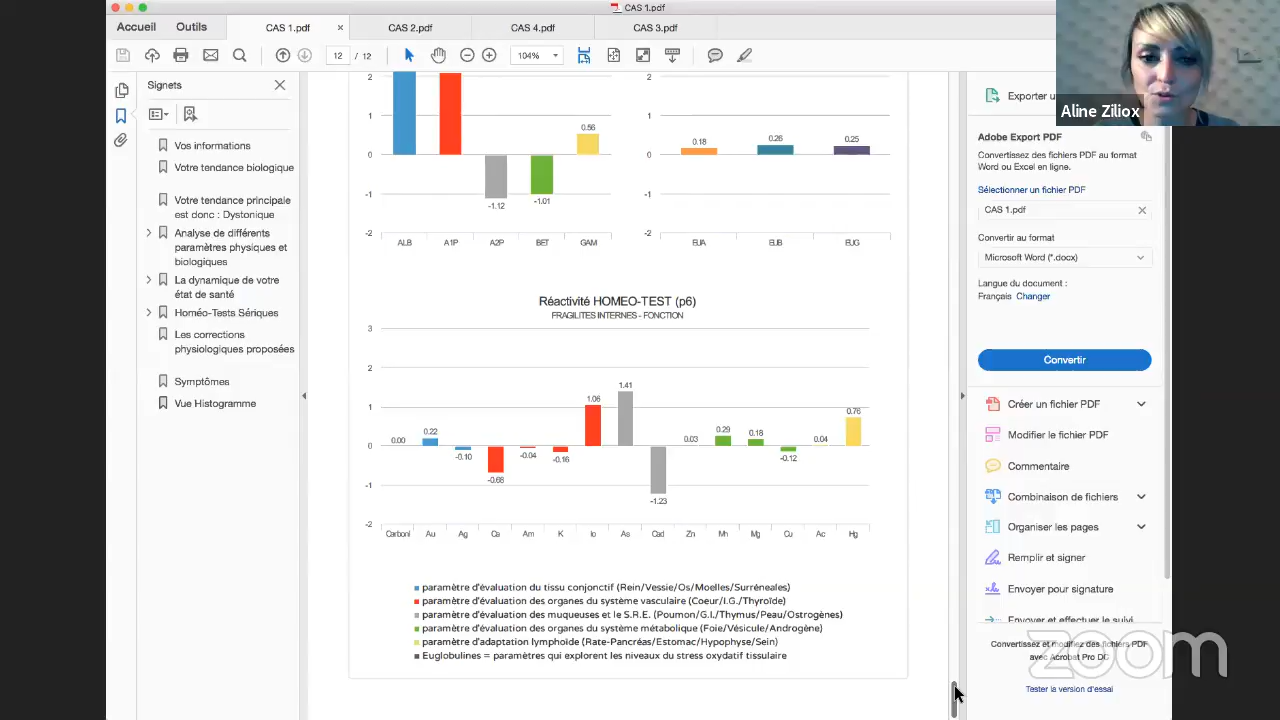 CAS 1.pdf
Accueil Outils CAS 1.pdf × CAS 2.pdf CAS 4.pdf CAS 3.pdf
12 / 12 104%
Signets
Vos informations
Votre tendance biologique
Votre tendance principale
est donc : Dystonique
Analyse de différents
paramètres physiques et
biologiques
La dynamique de votre
état de santé
Homéo-Tests Sériques
Les corrections
physiologiques proposées
Symptômes
Vue Histogramme
2
1
0
-1
-2
0.56
-1.12
-1.01
ALB A1P A2P BET GAM
2
1
0
-1
-2
0.18 0.26 0.25
EUA EUB EUG
Réactivité HOMEO-TEST (p6)
FRAGILITES INTERNES - FONCTION
3
2
1
0
-1
-2
0.00 0.22 -0.10 -0.68 -0.04 -0.16 1.06 1.41 -1.23 0.03 0.29 0.18 -0.12 0.04 0.76
Carbonl Au Ag Ca Am K Io As Cad Zn Mn Mg Cu Ac Hg
paramètre d'évaluation du tissu conjonctif (Rein/Vessie/Os/Moelles/Surréneales)
paramètre d'évaluation des organes du système vasculaire (Coeur/I.G./Thyroïde)
paramètre d'évaluation des muqueuses et le S.R.E. (Poumon/G.I./Thymus/Peau/Ostrogènes)
paramètre d'évaluation des organes du système métabolique (Foie/Vésicule/Androgène)
paramètre d'adaptation lymphoïde (Rate-Pancréas/Estomac/Hypophyse/Sein)
Euglobulines = paramètres qui explorent les niveaux du stress oxydatif tissulaire
Aline Ziliox
Exporter u
Adobe Export PDF
Convertissez des fichiers PDF au format
Word ou Excel en ligne.
Sélectionner un fichier PDF
CAS 1.pdf
Convertir au format
Microsoft Word (*.docx)
Langue du document :
Français Changer
Convertir
Créer un fichier PDF
Modifier le fichier PDF
Commentaire
Combinaison de fichiers
Organiser les pages
Remplir et signer
Envoyer pour signature
Envoyer et effectuer le suivi
Convertissez et modifiez des fichiers PDF
avec Acrobat Pro DC
Tester la version d'essai
zoom